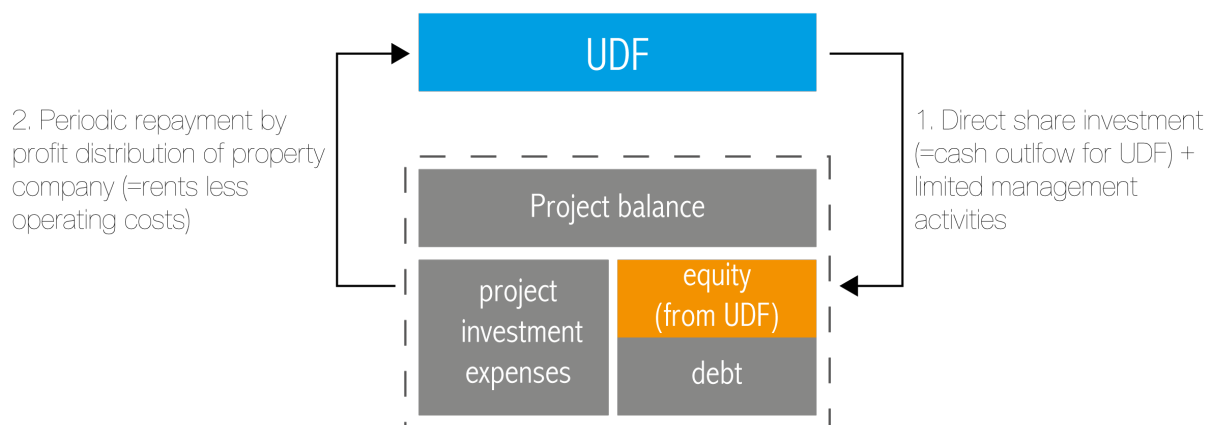 UDF
2. Periodic repayment by
profit distribution of property
company (=rents less
operating costs)
1. Direct share investment
(=cash outlfow for UDF) +
limited management
activities
Project balance
project
investment
expenses
equity
(from UDF)
debt